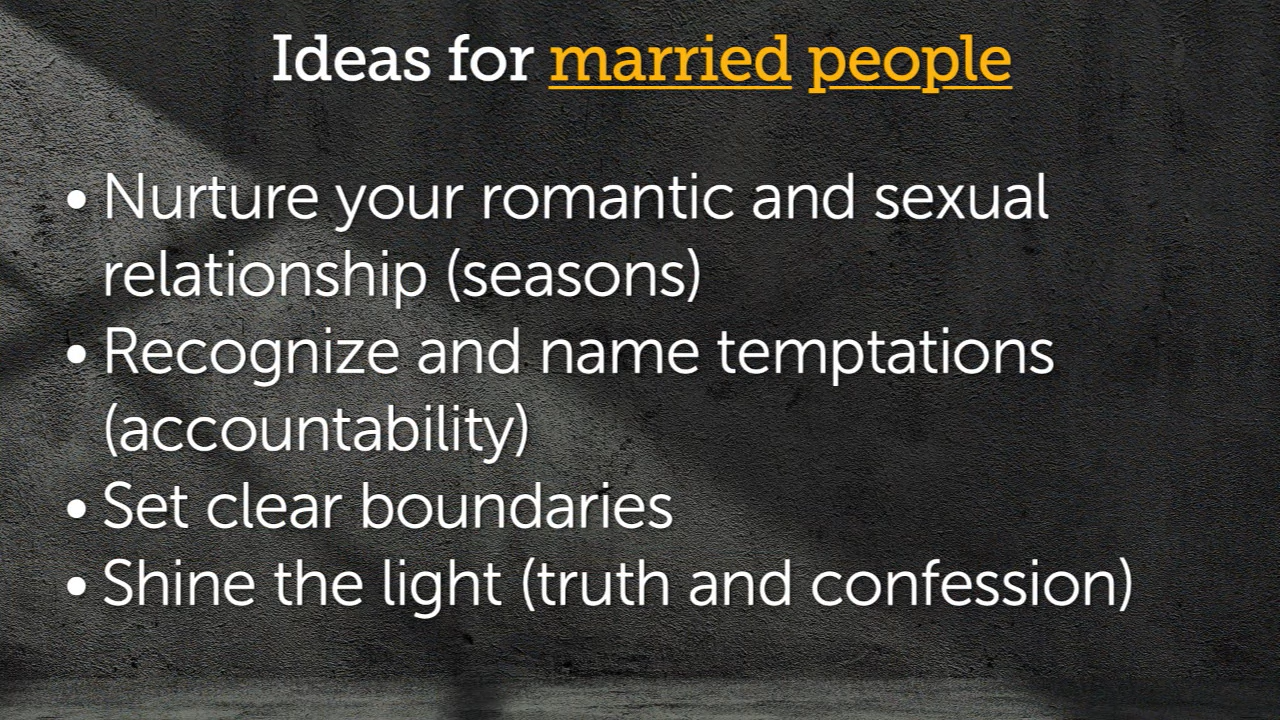 Ideas for married people
• Nurture your romantic and sexual
relationship (seasons)
• Recognize and name temptations
(accountability)
• Set clear boundaries
• Shine the light (truth and confession)